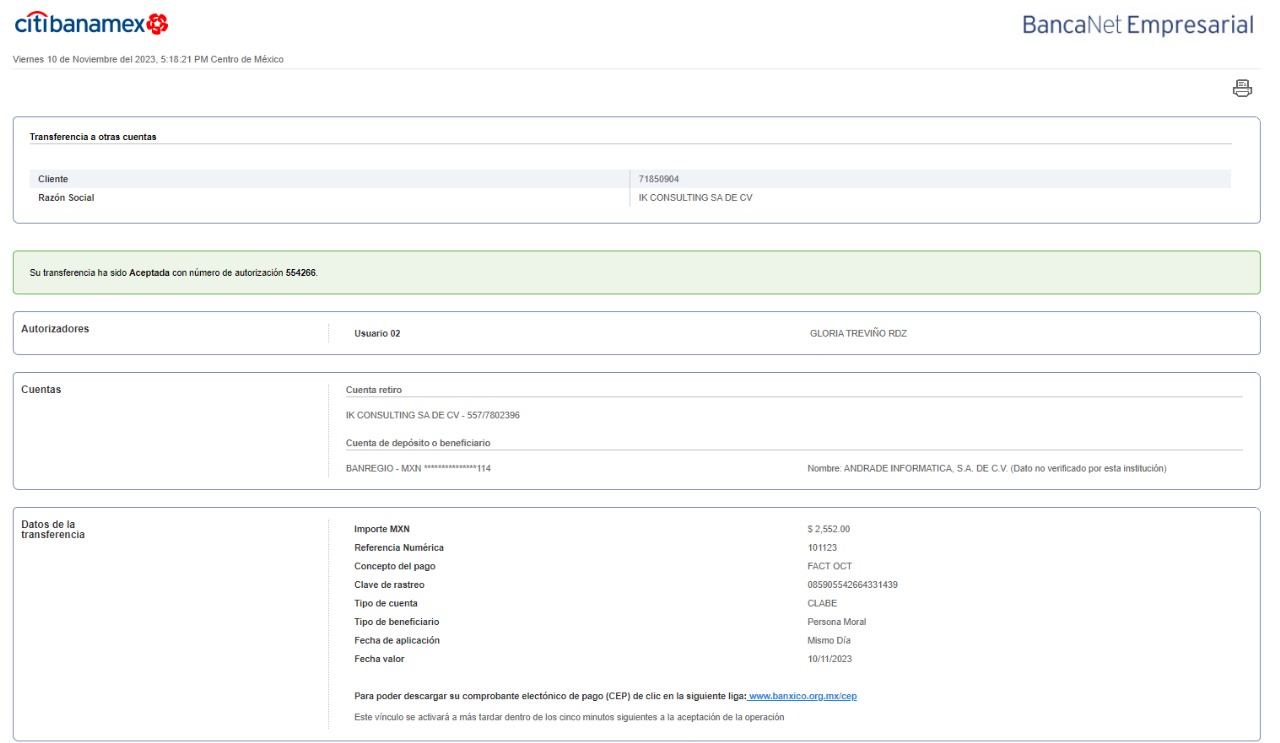 citibanamex
BancaNet Empresarial
Viernes 10 de Noviembre del 2023, 5:18:21 PM Centro de México
Transferencia a otras cuentas
Cliente 71850904
Razón Social IK CONSULTING SA DE CV
Su transferencia ha sido Aceptada con número de autorización 554266.
Autorizadores Usuario 02 GLORIA TREVIÑO RDZ
Cuentas Cuenta retiro
IK CONSULTING SA DE CV - 557/7802396
Cuenta de depósito o beneficiario
BANREGIO - MXN ***************114 Nombre: ANDRADE INFORMATICA, S.A. DE C.V. (Dato no verificado por esta institución)
Datos de la
transferencia
Importe MXN $ 2,552.00
Referencia Numérica 101123
Concepto del pago FACT OCT
Clave de rastreo 085905542664331439
Tipo de cuenta CLABE
Tipo de beneficiario Persona Moral
Fecha de aplicación Mismo Día
Fecha valor 10/11/2023
Para poder descargar su comprobante electrónico de pago (CEP) de clic en la siguiente liga: www.banxico.org.mx/cep
Este vínculo se activará a más tardar dentro de los cinco minutos siguientes a la aceptación de la operación